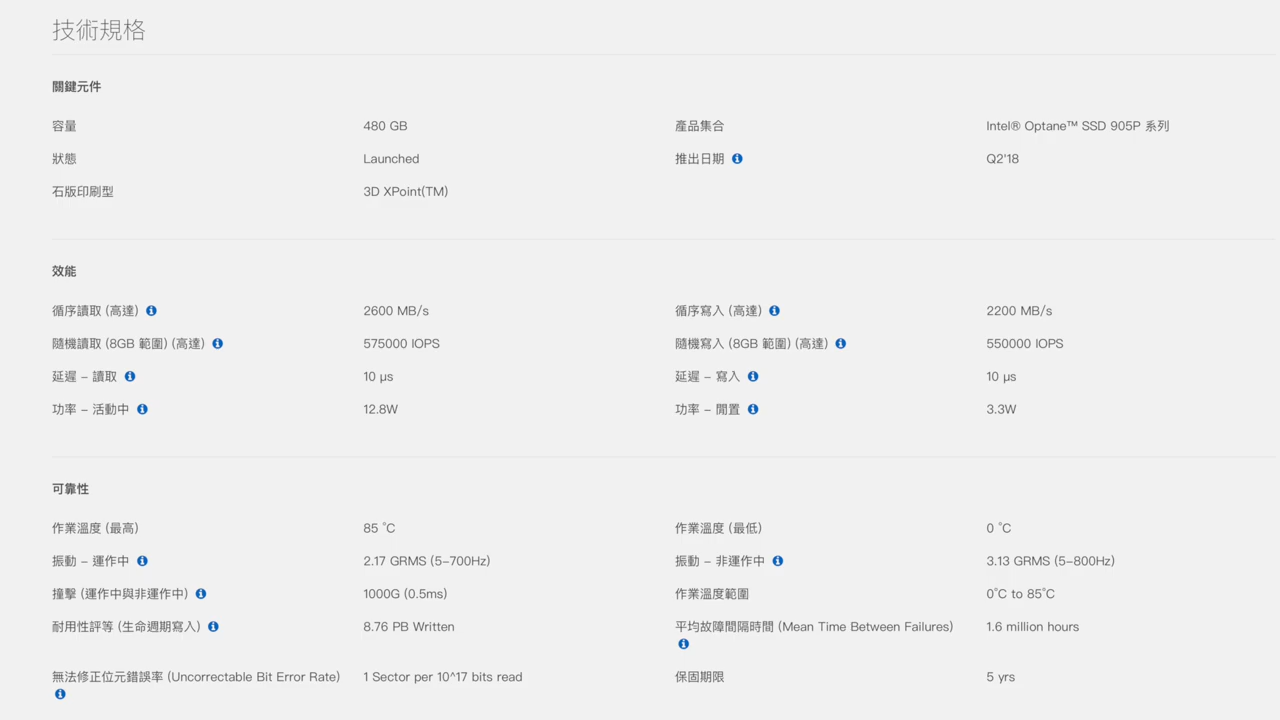 技術規格
關鍵元件
容量 480 GB 產品集合 Intel® Optane™ SSD 905P 系列
狀態 Launched 推出日期 Q2'18
石版印刷型 3D XPoint(TM)
效能
循序讀取 (高達) 2600 MB/s 循序寫入 (高達) 2200 MB/s
隨機讀取 (8GB 範圍) (高達) 575000 IOPS 隨機寫入 (8GB 範圍) (高達) 550000 IOPS
延遲 – 讀取 10 µs 延遲 – 寫入 10 µs
功率 – 活動中 12.8W 功率 – 閒置 3.3W
可靠性
作業溫度 (最高) 85 °C 作業溫度 (最低) 0 °C
振動 – 運作中 2.17 GRMS (5–700Hz) 振動 – 非運作中 3.13 GRMS (5–800Hz)
撞擊 (運作中與非運作中) 1000G (0.5ms) 作業溫度範圍 0°C to 85°C
耐用性評等 (生命週期寫入) 8.76 PB Written 平均故障間隔時間 (Mean Time Between Failures) 1.6 million hours
無法修正位元錯誤率 (Uncorrectable Bit Error Rate) 1 Sector per 10^17 bits read 保固期限 5 yrs